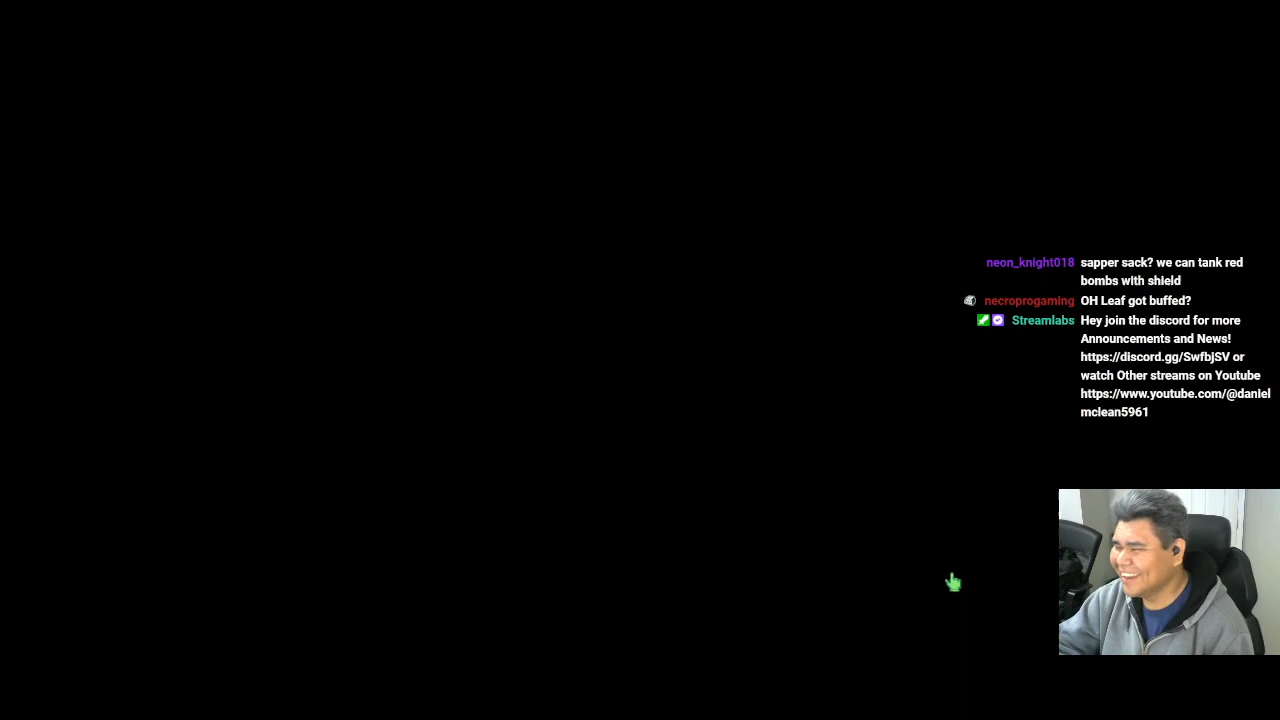 neon_knight018 sapper sack? we can tank red
bombs with shield
necroprogaming OH Leaf got buffed?
Streamlabs Hey join the discord for more
Announcements and News!
https://discord.gg/SwfbjSV or
watch Other streams on Youtube
https://www.youtube.com/@daniel
mclean5961